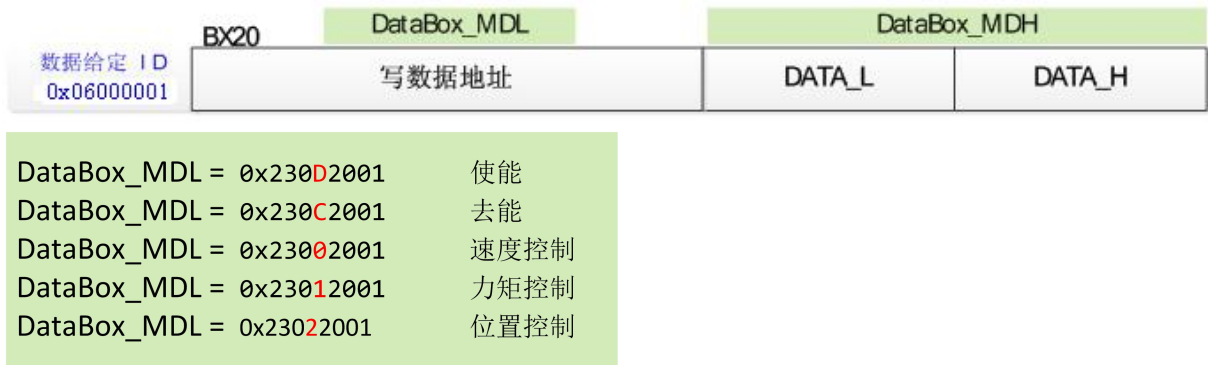 DataBox_MDL DataBox_MDH
BX20
数据给定 ID
0x06000001
写数据地址 DATA_L DATA_H
DataBox_MDL = 0x230D2001 使能
DataBox_MDL = 0x230C2001 去能
DataBox_MDL = 0x23002001 速度控制
DataBox_MDL = 0x23012001 力矩控制
DataBox_MDL = 0x23022001 位置控制